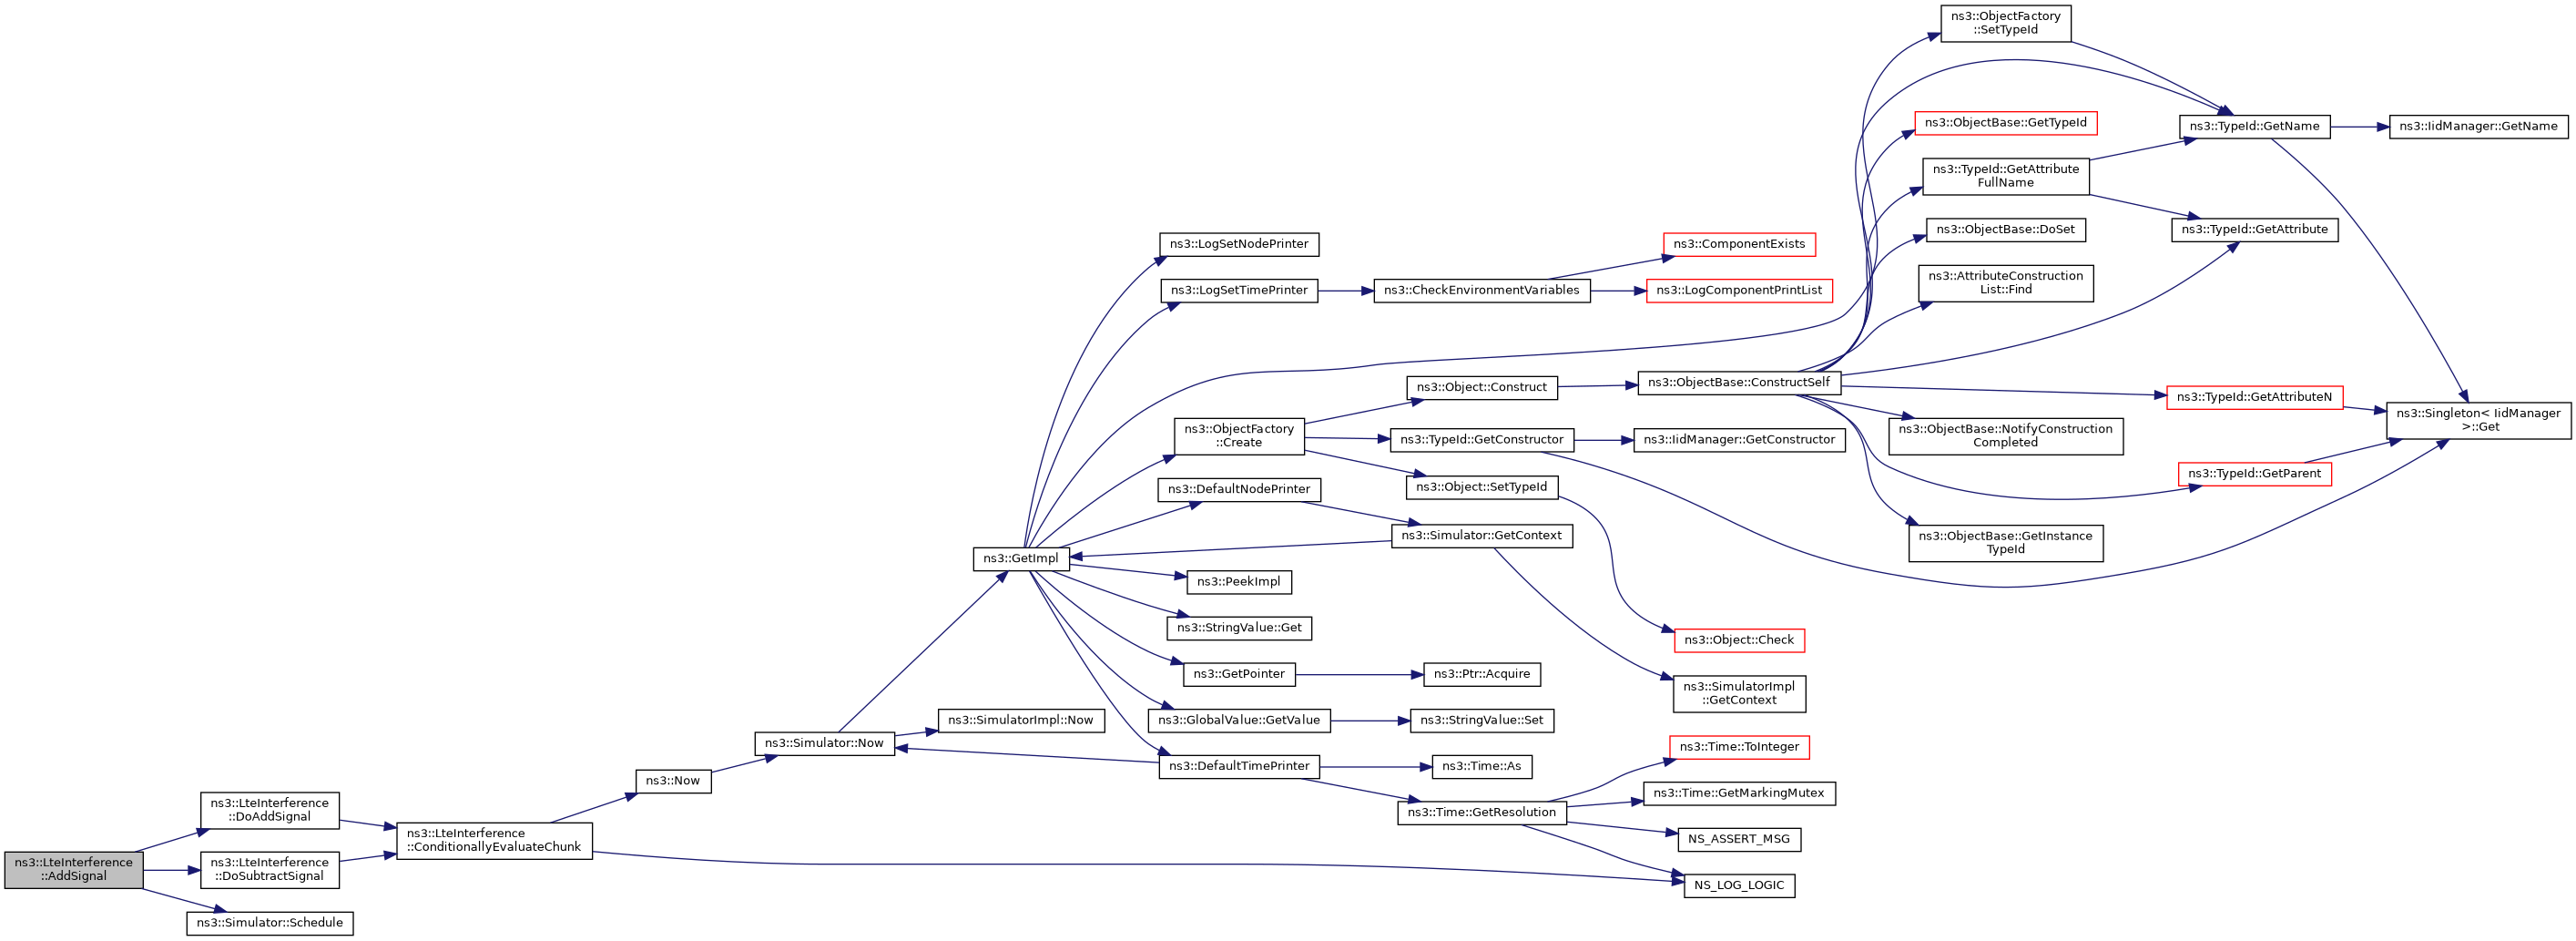 ns3::LteInterference
::AddSignal
ns3::LteInterference
::DoAddSignal
ns3::LteInterference
::DoSubtractSignal
ns3::Simulator::Schedule
ns3::LteInterference
::ConditionallyEvaluateChunk
ns3::Now
ns3::Simulator::Now
ns3::SimulatorImpl::Now
ns3::GetImpl
ns3::LogSetNodePrinter
ns3::LogSetTimePrinter
ns3::ObjectFactory
::Create
ns3::DefaultNodePrinter
ns3::PeekImpl
ns3::StringValue::Get
ns3::GetPointer
ns3::GlobalValue::GetValue
ns3::DefaultTimePrinter
ns3::CheckEnvironmentVariables
ns3::Object::Construct
ns3::TypeId::GetConstructor
ns3::Object::SetTypeId
ns3::Simulator::GetContext
ns3::Ptr::Acquire
ns3::StringValue::Set
ns3::Time::As
ns3::Time::GetResolution
ns3::ComponentExists
ns3::LogComponentPrintList
ns3::ObjectBase::ConstructSelf
ns3::IidManager::GetConstructor
ns3::Object::Check
ns3::SimulatorImpl
::GetContext
ns3::Time::ToInteger
ns3::Time::GetMarkingMutex
NS_ASSERT_MSG
NS_LOG_LOGIC
ns3::ObjectFactory
::SetTypeId
ns3::ObjectBase::GetTypeId
ns3::TypeId::GetAttribute
FullName
ns3::ObjectBase::DoSet
ns3::AttributeConstruction
List::Find
ns3::ObjectBase::NotifyConstruction
Completed
ns3::ObjectBase::GetInstance
TypeId
ns3::TypeId::GetName
ns3::TypeId::GetAttribute
ns3::TypeId::GetAttributeN
ns3::TypeId::GetParent
ns3::IidManager::GetName
ns3::Singleton< IidManager
>::Get